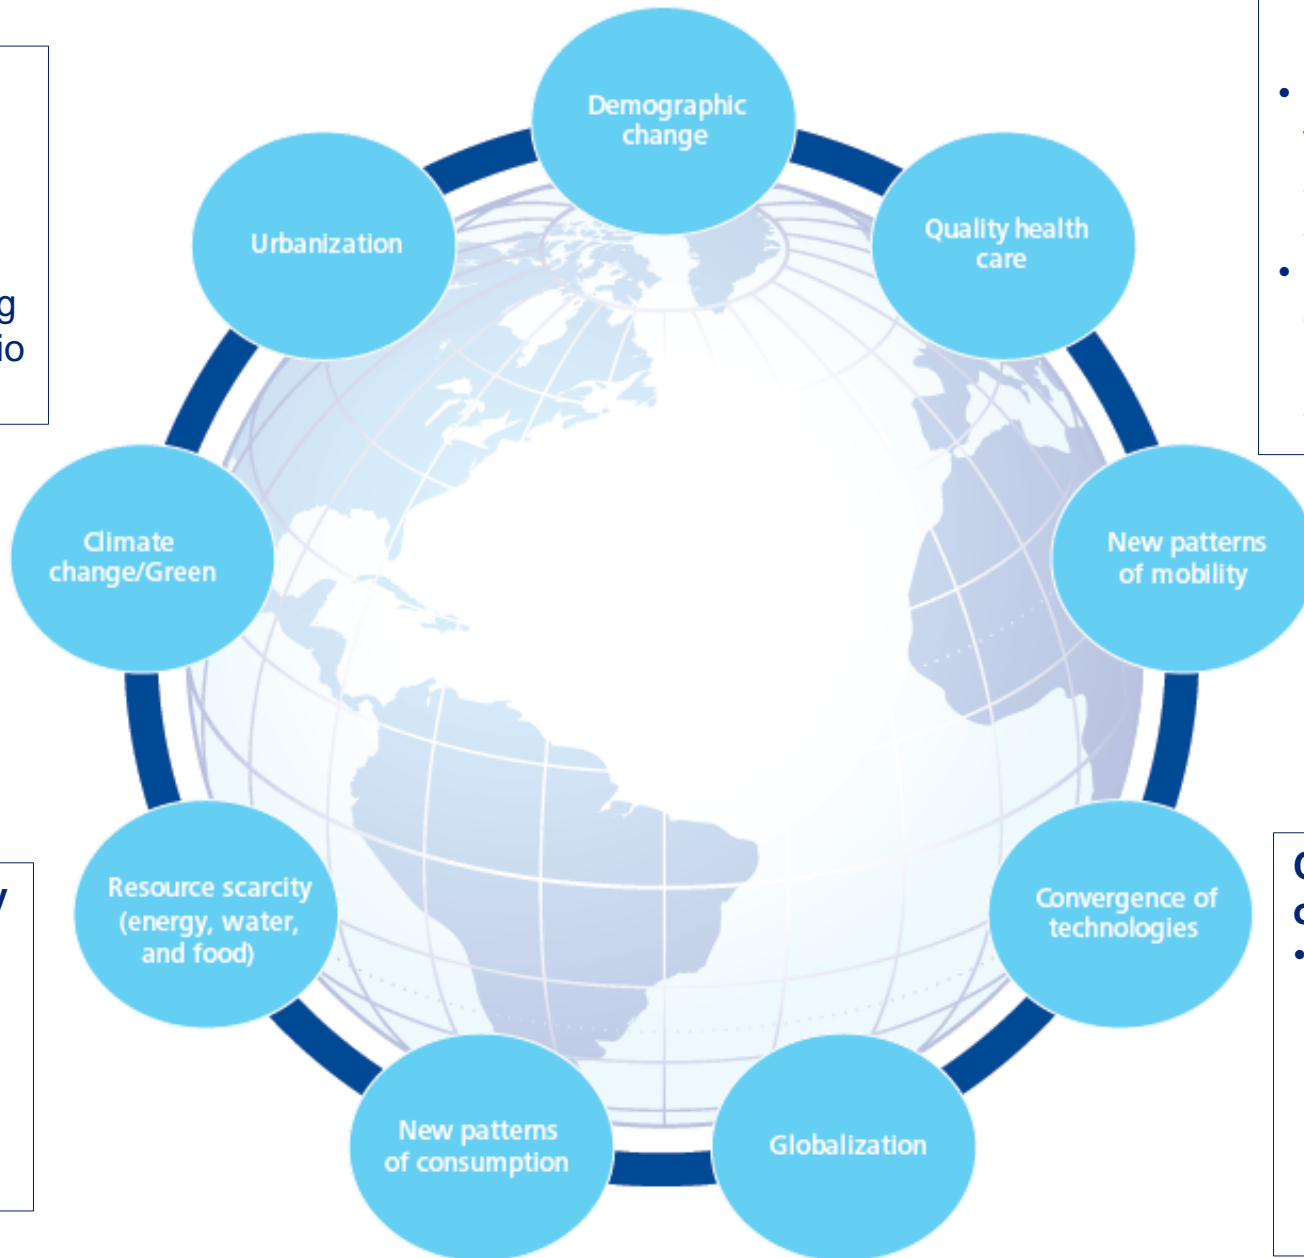 Demographic
change
Urbanization
Quality health
care
Climate
change/Green
New patterns
of mobility
Resource scarcity
(energy, water,
and food)
Convergence of
technologies
New patterns
of consumption
Globalization